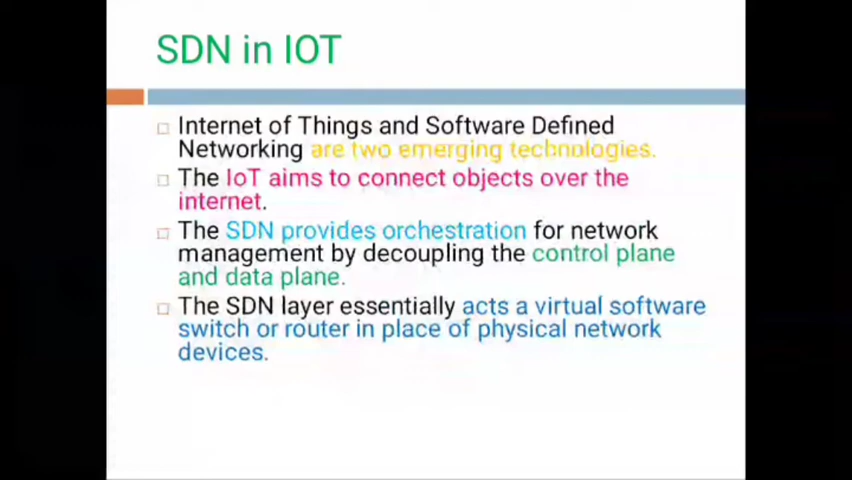 SDN in IOT
Internet of Things and Software Defined
Networking are two emerging technologies.
The IoT aims to connect objects over the
internet.
The SDN provides orchestration for network
management by decoupling the control plane
and data plane.
The SDN layer essentially acts a virtual software
switch or router in place of physical network
devices.